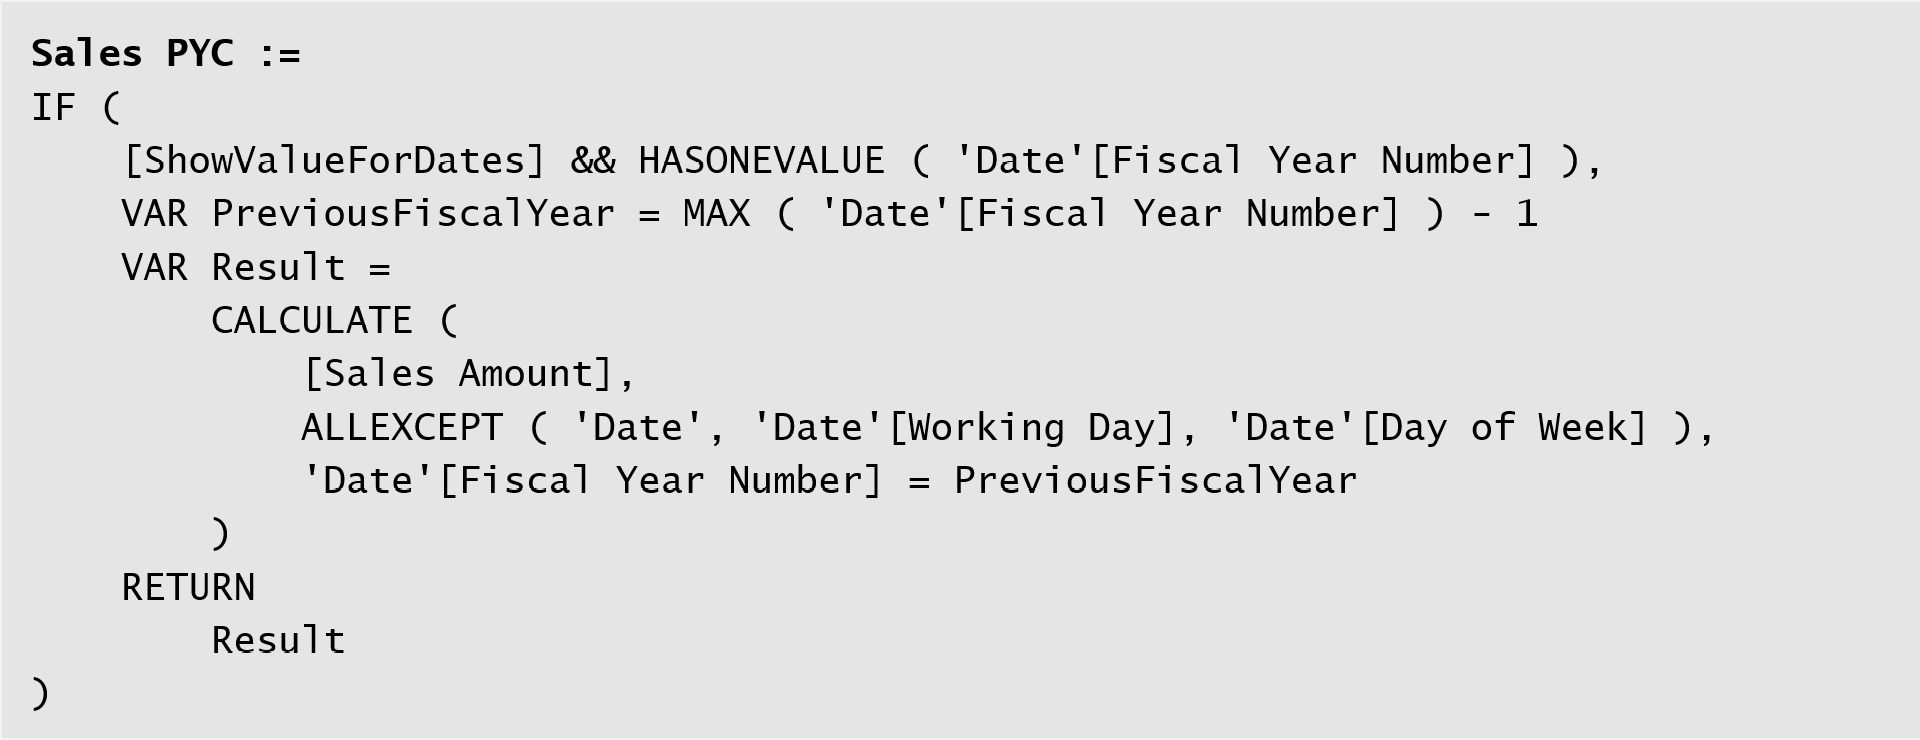 Sales PYC :=
IF (
    [ShowValueForDates] && HASONEVALUE ( 'Date'[Fiscal Year Number] ),
    VAR PreviousFiscalYear = MAX ( 'Date'[Fiscal Year Number] ) - 1
    VAR Result =
        CALCULATE (
            [Sales Amount],
            ALLEXCEPT ( 'Date', 'Date'[Working Day], 'Date'[Day of Week] ),
            'Date'[Fiscal Year Number] = PreviousFiscalYear
        )
    RETURN
        Result
)